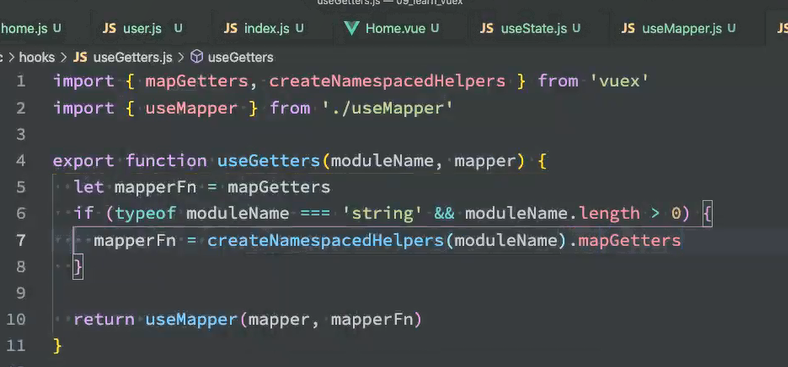 useGetters.js — 09_learn_vuex
home.js U JS user.js U JS index.js U Home.vue U JS useState.js U JS useMapper.js U JS
c > hooks > JS useGetters.js > useGetters
1 import { mapGetters, createNamespacedHelpers } from 'vuex'
2 import { useMapper } from './useMapper'
3
4 export function useGetters(moduleName, mapper) {
5 let mapperFn = mapGetters
6 if (typeof moduleName === 'string' && moduleName.length > 0) {
7 mapperFn = createNamespacedHelpers(moduleName).mapGetters
8 }
9
10 return useMapper(mapper, mapperFn)
11 }